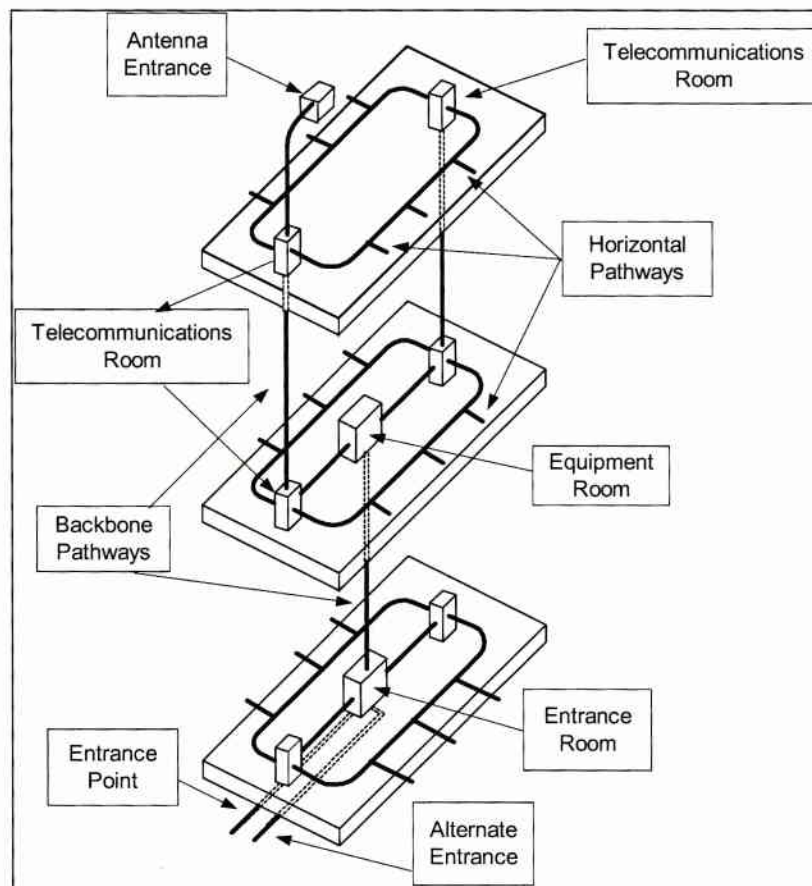 Antenna
Entrance
Telecommunications
Room
Horizontal
Pathways
Telecommunications
Room
Equipment
Room
Backbone
Pathways
Entrance
Room
Entrance
Point
Alternate
Entrance